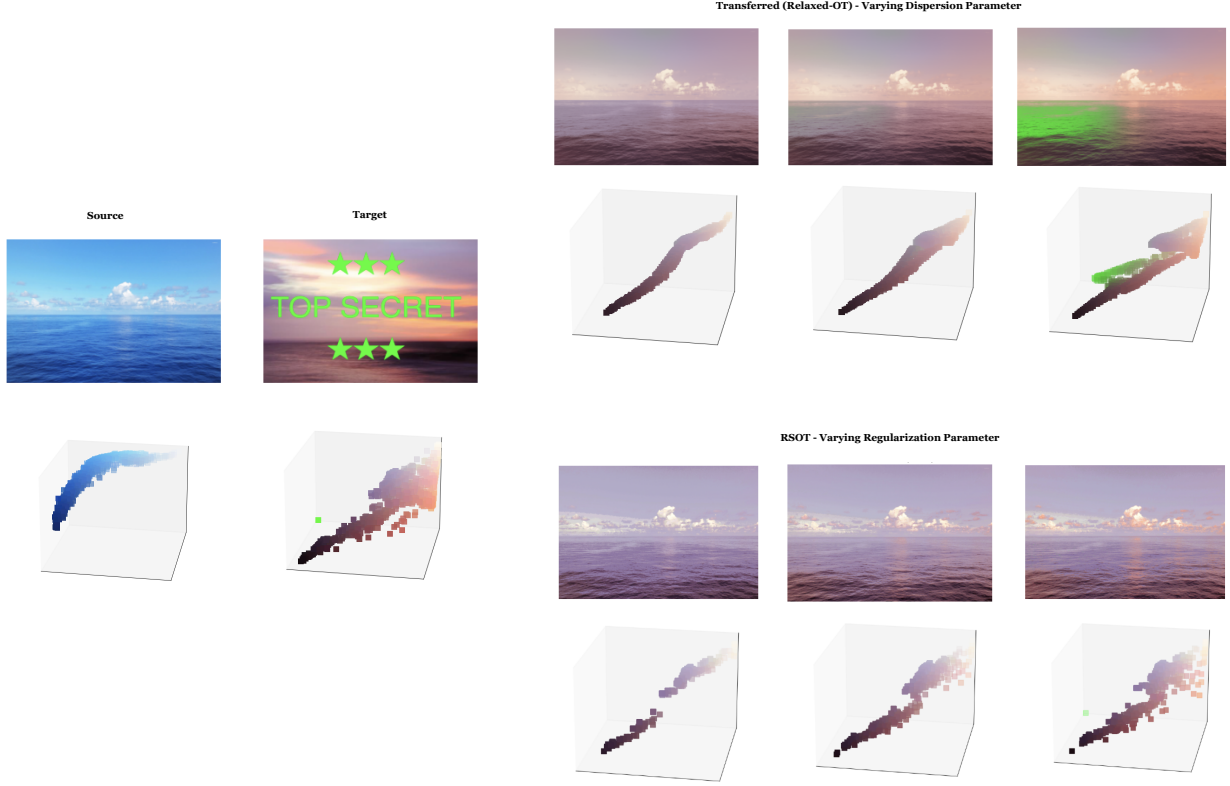 Transferred (Relaxed-OT) - Varying Dispersion Parameter
Source
Target
★★★
TOP SECRET
★★★
RSOT - Varying Regularization Parameter